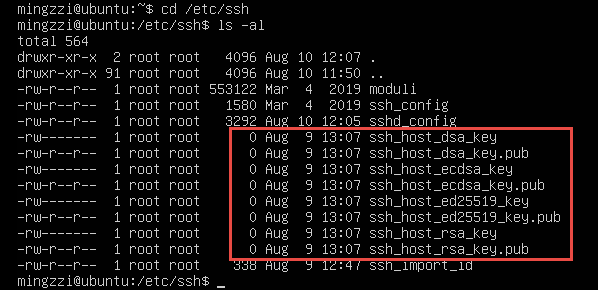 mingzzi@ubuntu:~$ cd /etc/ssh
mingzzi@ubuntu:/etc/ssh$ ls -al
total 564
drwxr-xr-x  2 root root   4096 Aug 10 12:07 .
drwxr-xr-x 91 root root   4096 Aug 10 11:50 ..
-rw-r--r--  1 root root 553122 Mar  4  2019 moduli
-rw-r--r--  1 root root   1580 Mar  4  2019 ssh_config
-rw-r--r--  1 root root   3292 Aug 10 12:05 sshd_config
-rw-------  1 root root      0 Aug  9 13:07 ssh_host_dsa_key
-rw-r--r--  1 root root      0 Aug  9 13:07 ssh_host_dsa_key.pub
-rw-------  1 root root      0 Aug  9 13:07 ssh_host_ecdsa_key
-rw-r--r--  1 root root      0 Aug  9 13:07 ssh_host_ecdsa_key.pub
-rw-------  1 root root      0 Aug  9 13:07 ssh_host_ed25519_key
-rw-r--r--  1 root root      0 Aug  9 13:07 ssh_host_ed25519_key.pub
-rw-------  1 root root      0 Aug  9 13:07 ssh_host_rsa_key
-rw-r--r--  1 root root      0 Aug  9 13:07 ssh_host_rsa_key.pub
-rw-r--r--  1 root root    338 Aug  9 12:47 ssh_import_id
mingzzi@ubuntu:/etc/ssh$ _